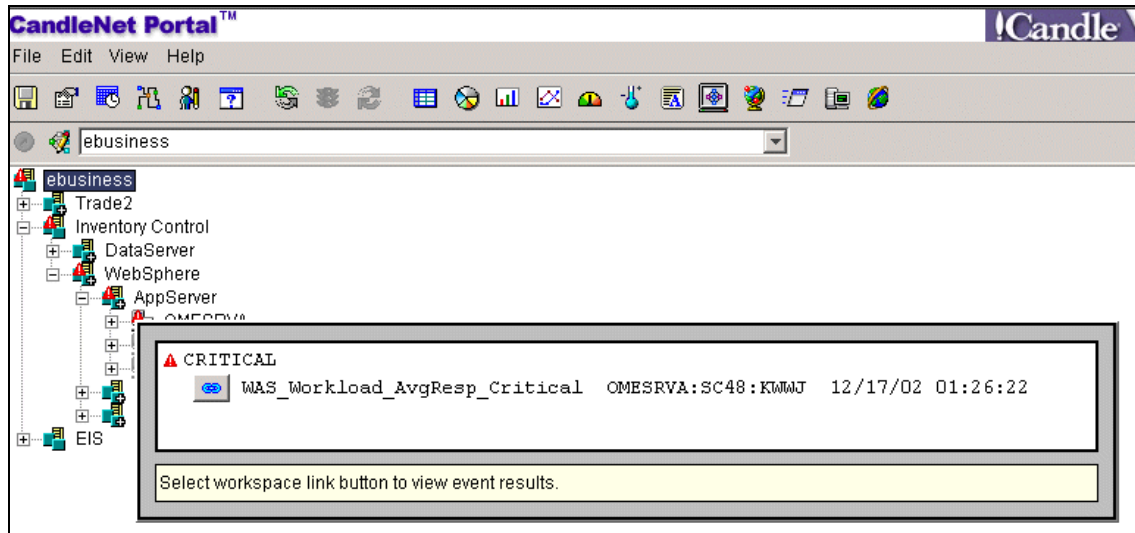 CandleNet Portal™
!Candle
File Edit View Help
ebusiness
ebusiness
Trade2
Inventory Control
DataServer
WebSphere
AppServer
CRITICAL
WAS_Workload_AvgResp_Critical OMESRVA:SC48:KWWJ 12/17/02 01:26:22
EIS
Select workspace link button to view event results.